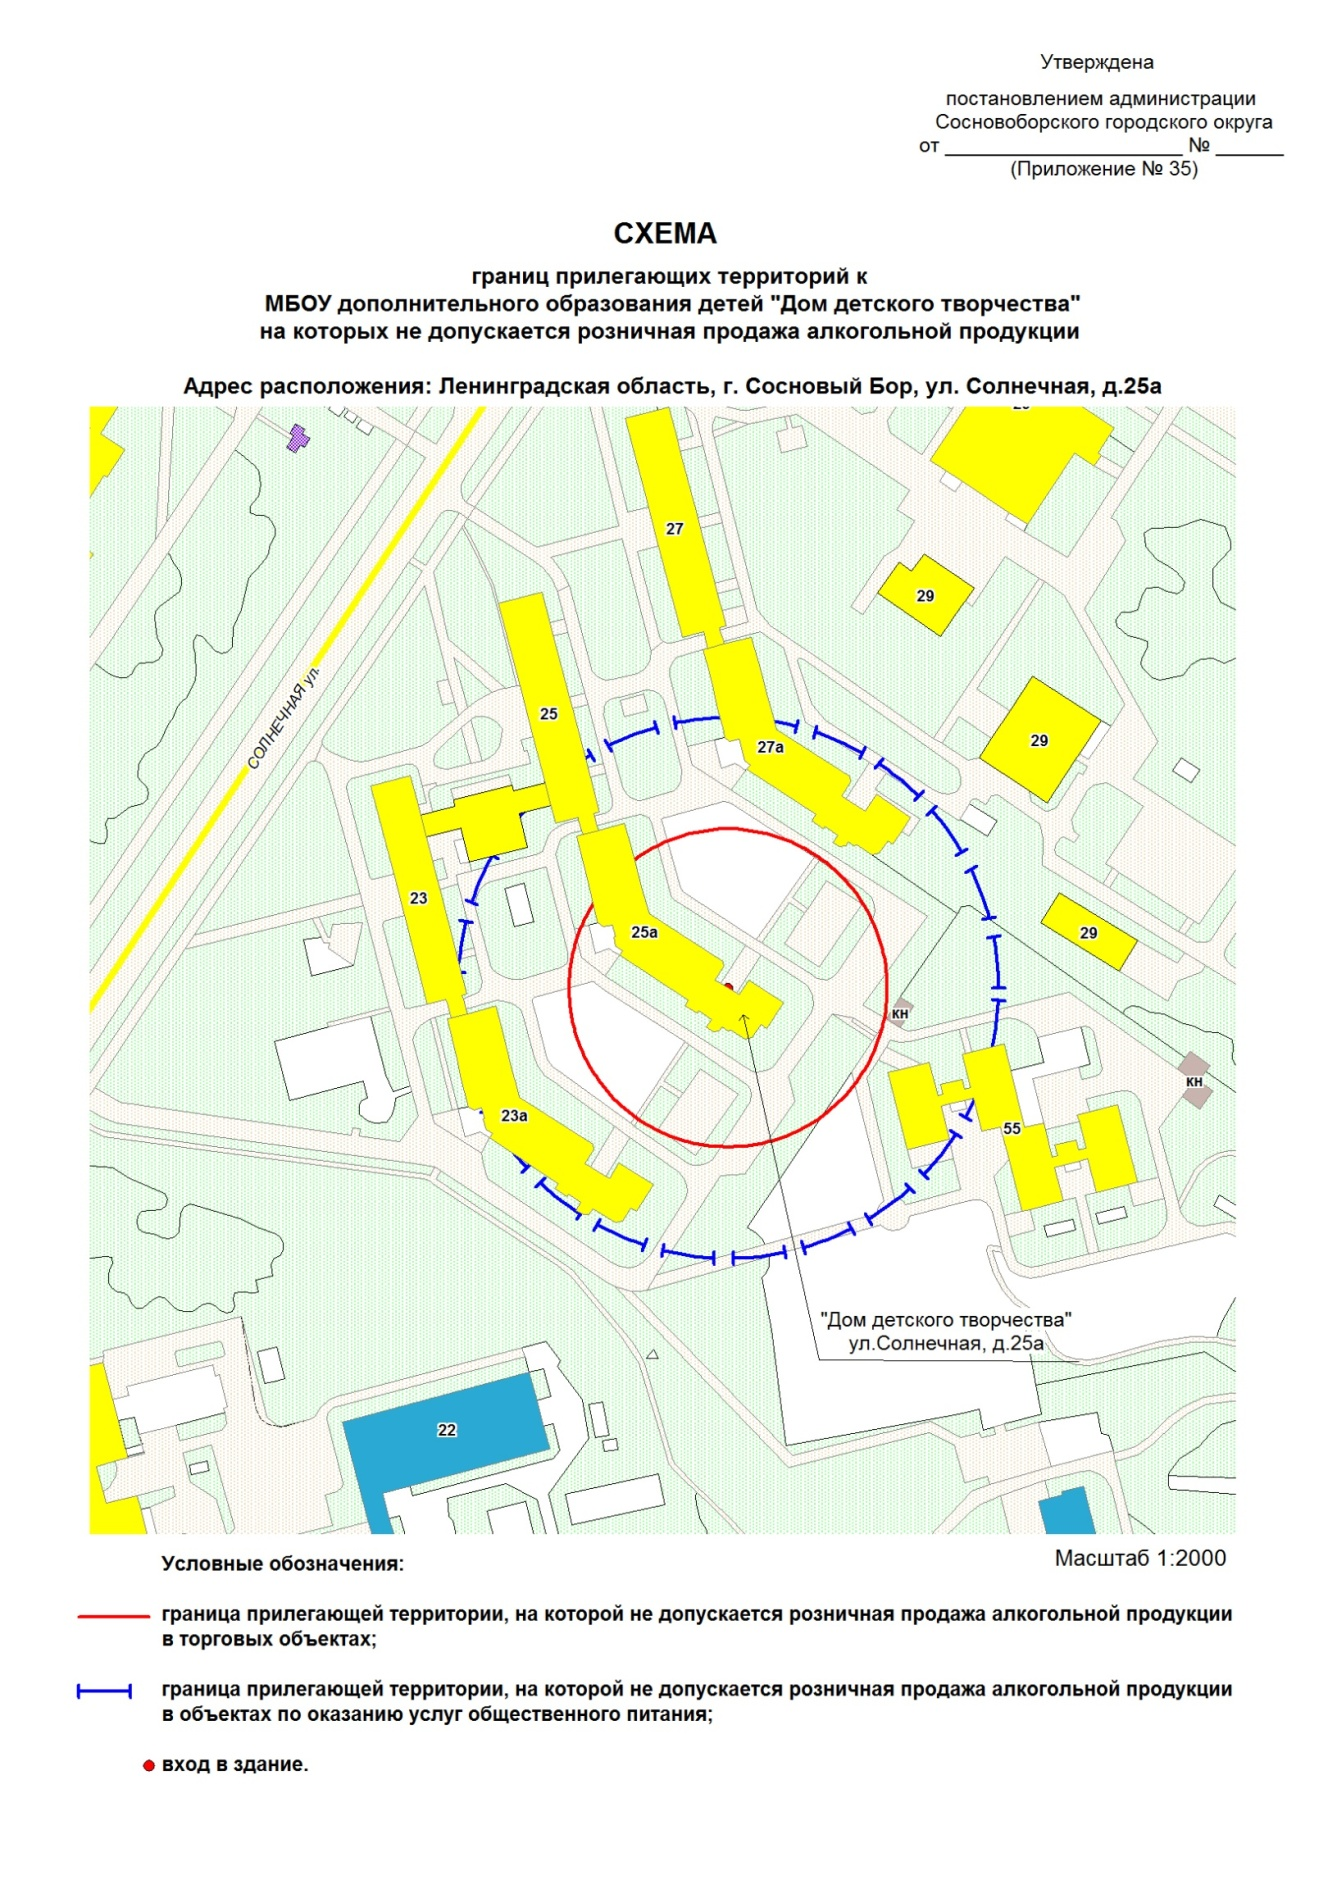 Утверждена
постановлением администрации
Сосновоборского городского округа
от ______________________ № ______
(Приложение № 35)
СХЕМА
границ прилегающих территорий к
МБОУ дополнительного образования детей "Дом детского творчества"
на которых не допускается розничная продажа алкогольной продукции
Адрес расположения: Ленинградская область, г. Сосновый Бор, ул. Солнечная, д.25а
27
29
25
СОЛНЕЧНАЯ ул.
27а
29
23
25а
29
кн
кн
23а
55
"Дом детского творчества"
ул.Солнечная, д.25а
22
Масштаб 1:2000
Условные обозначения:
граница прилегающей территории, на которой не допускается розничная продажа алкогольной продукции
в торговых объектах;
граница прилегающей территории, на которой не допускается розничная продажа алкогольной продукции
в объектах по оказанию услуг общественного питания;
вход в здание.